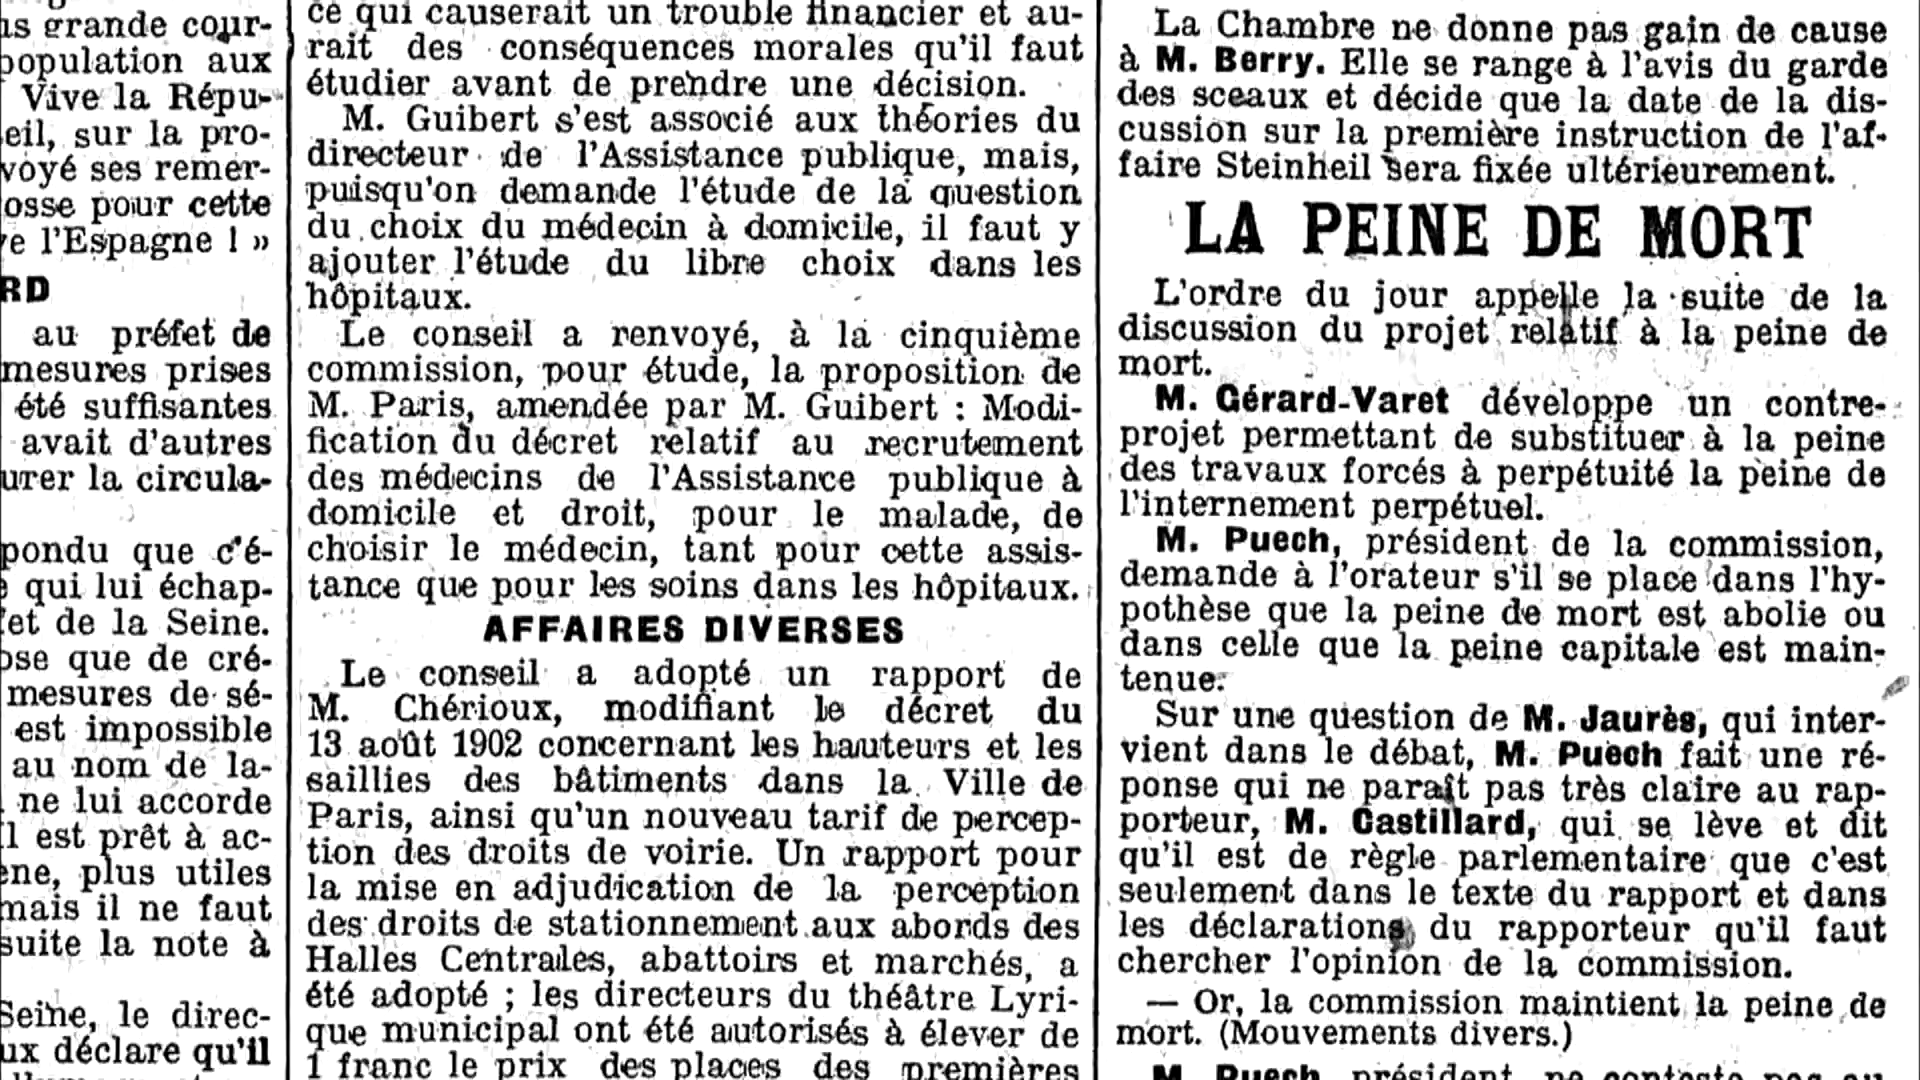 grande cour-
population aux
Vive la Répu-
eil, sur la pro-
voyé ses remer-
osse pour cette
e l'Espagne ! »
RD
au préfet de
mesures prises
été suffisantes
avait d'autres
urer la circula-
pondu que c'é-
qui lui échap-
et de la Seine.
ose que de cré-
mesures de sé-
est impossible
au nom de la-
ne lui accorde
est prêt à ac-
ne, plus utiles
mais il ne faut
suite la note à
Seine, le direc-
ux déclare qu'il
ce qui causerait un trouble financier et au-
rait des conséquences morales qu'il faut
étudier avant de prendre une décision.
M. Guibert s'est associé aux théories du
directeur de l'Assistance publique, mais,
puisqu'on demande l'étude de la question
du choix du médecin à domicile, il faut y
ajouter l'étude du libre choix dans les
hôpitaux.
Le conseil a renvoyé, à la cinquième
commission, pour étude, la proposition de
M. Paris, amendée par M. Guibert : Modi-
fication du décret relatif au recrutement
des médecins de l'Assistance publique à
domicile et droit, pour le malade, de
choisir le médecin, tant pour cette assis-
tance que pour les soins dans les hôpitaux.
AFFAIRES DIVERSES
Le conseil a adopté un rapport de
M. Chérioux, modifiant le décret du
13 août 1902 concernant les hauteurs et les
saillies des bâtiments dans la Ville de
Paris, ainsi qu'un nouveau tarif de percep-
tion des droits de voirie. Un rapport pour
la mise en adjudication de la perception
des droits de stationnement aux abords des
Halles Centrales, abattoirs et marchés, a
été adopté ; les directeurs du théâtre Lyri-
que municipal ont été autorisés à élever de
1 franc le prix des places des premières
La Chambre ne donne pas gain de cause
à M. Berry. Elle se range à l'avis du garde
des sceaux et décide que la date de la dis-
cussion sur la première instruction de l'af-
faire Steinheil sera fixée ultérieurement.
LA PEINE DE MORT
L'ordre du jour appelle la suite de la
discussion du projet relatif à la peine de
mort.
M. Gérard-Varet développe un contre-
projet permettant de substituer à la peine
des travaux forcés à perpétuité la peine de
l'internement perpétuel.
M. Puech, président de la commission,
demande à l'orateur s'il se place dans l'hy-
pothèse que la peine de mort est abolie ou
dans celle que la peine capitale est main-
tenue.
Sur une question de M. Jaurès, qui inter-
vient dans le débat, M. Puech fait une ré-
ponse qui ne paraît pas très claire au rap-
porteur, M. Castillard, qui se lève et dit
qu'il est de règle parlementaire que c'est
seulement dans le texte du rapport et dans
les déclarations du rapporteur qu'il faut
chercher l'opinion de la commission.
— Or, la commission maintient la peine de
mort. (Mouvements divers.)
M. Puech, président, ne conteste pas au